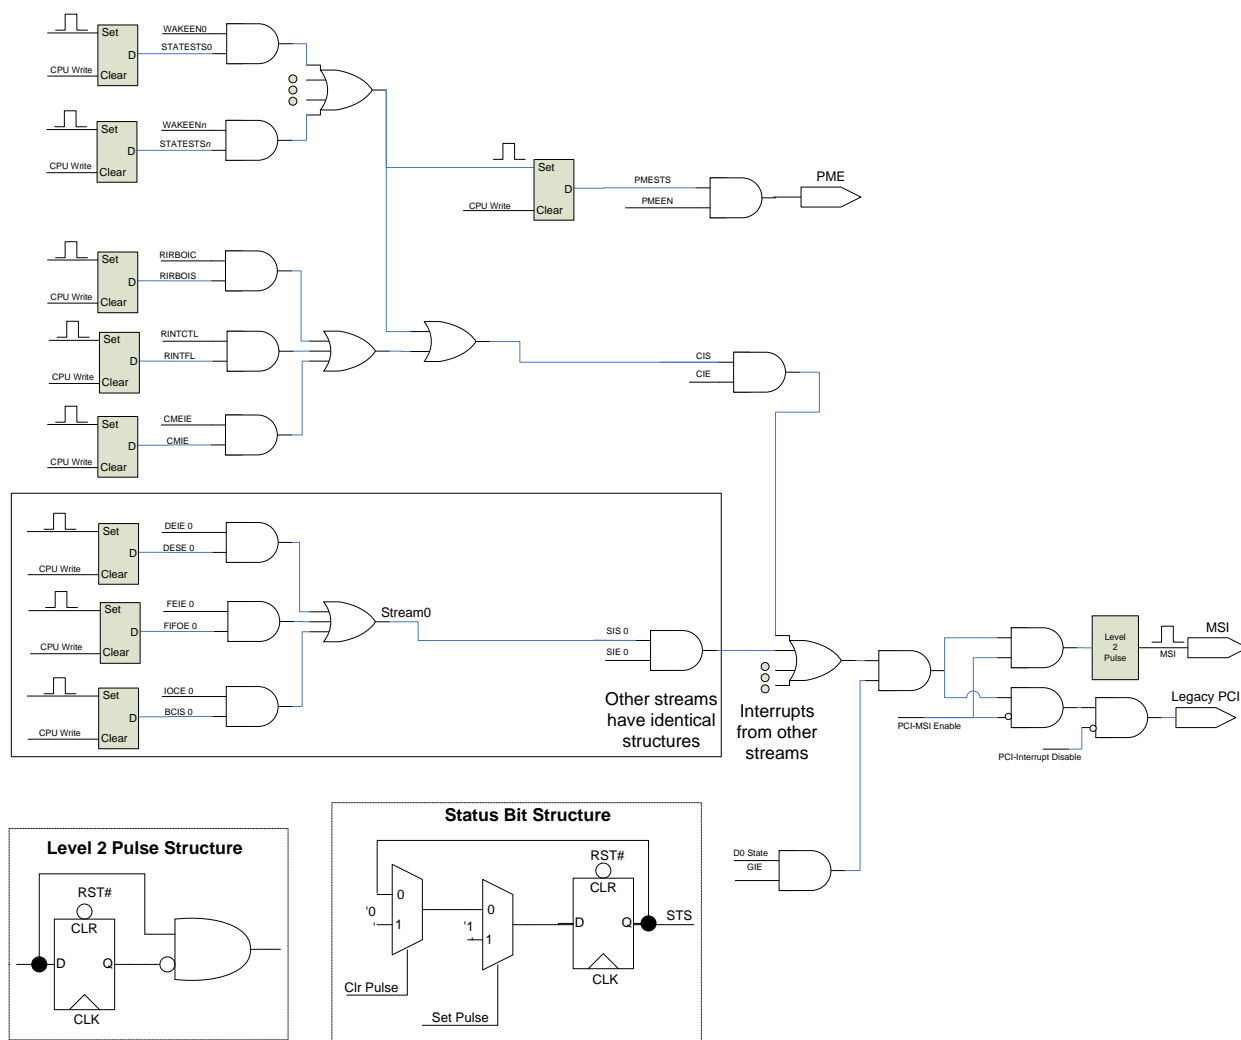 Set
D
Clear
CPU Write
WAKEEN0
STATESTS0
Set
D
Clear
CPU Write
WAKEENn
STATESTSn
Set
D
Clear
CPU Write
PMESTS
PMEEN
PME
Set
D
Clear
CPU Write
RIRBOIC
RIRBOIS
Set
D
Clear
CPU Write
RINTCTL
RINTFL
Set
D
Clear
CPU Write
CMEIE
CMIE
CIS
CIE
Set
D
Clear
CPU Write
DEIE 0
DESE 0
Set
D
Clear
CPU Write
FEIE 0
FIFOE 0
Set
D
Clear
CPU Write
IOCE 0
BCIS 0
Stream0
SIS 0
SIE 0
Other streams
have identical
structures
Interrupts
from other
streams
PCI-MSI Enable
PCI-Interrupt Disable
Level
2
Pulse
MSI
MSI
Legacy PCI
D0 State
GIE
Level 2 Pulse Structure
RST#
CLR
D
Q
CLK
Status Bit Structure
0
'0
1
Clr Pulse
0
'1
1
Set Pulse
RST#
CLR
D
Q
CLK
STS